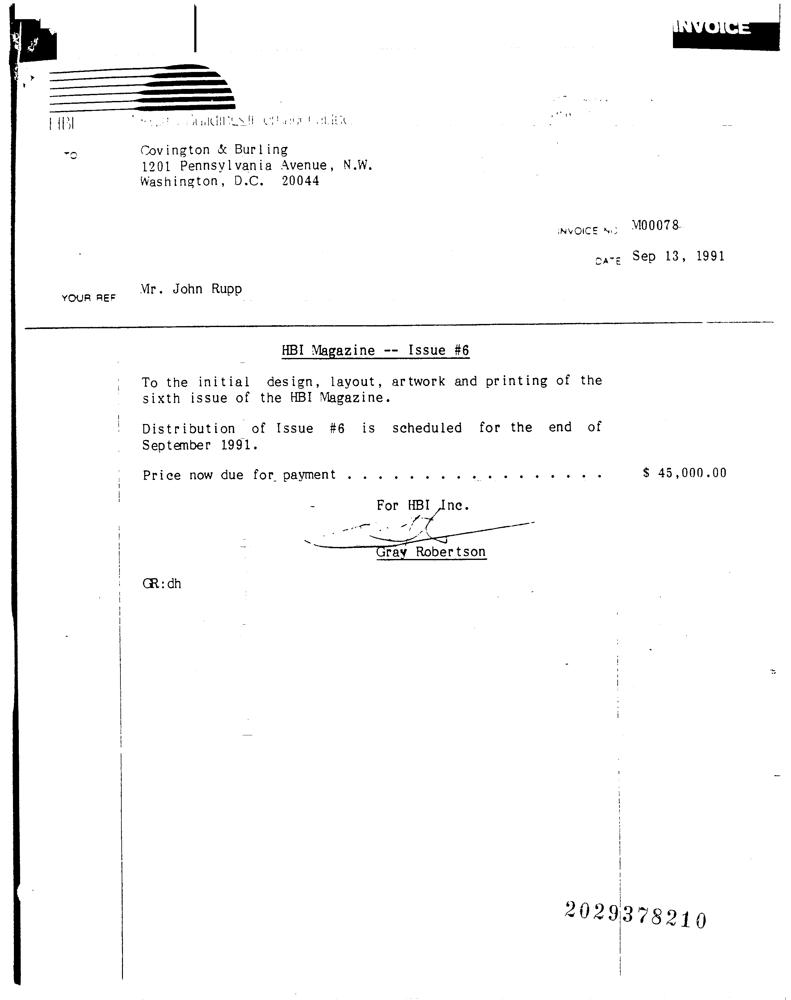 INVOICE
HBI
TO
Covington & Burling
1201 Pennsylvania Avenue, N.W.
Washington, D.C. 20044
INVOICE NO M00078
DATE Sep 13, 1991
YOUR REF Mr. John Rupp
HBI Magazine -- Issue #6
To the initial design, layout, artwork and printing of the
sixth issue of the HBI Magazine.
Distribution of Issue #6 is scheduled for the end of
September 1991.
Price now due for payment . . . . . . . . . . . . . . . . . $ 45,000.00
For HBI Inc.
Gray Robertson
GR:dh
2029378210